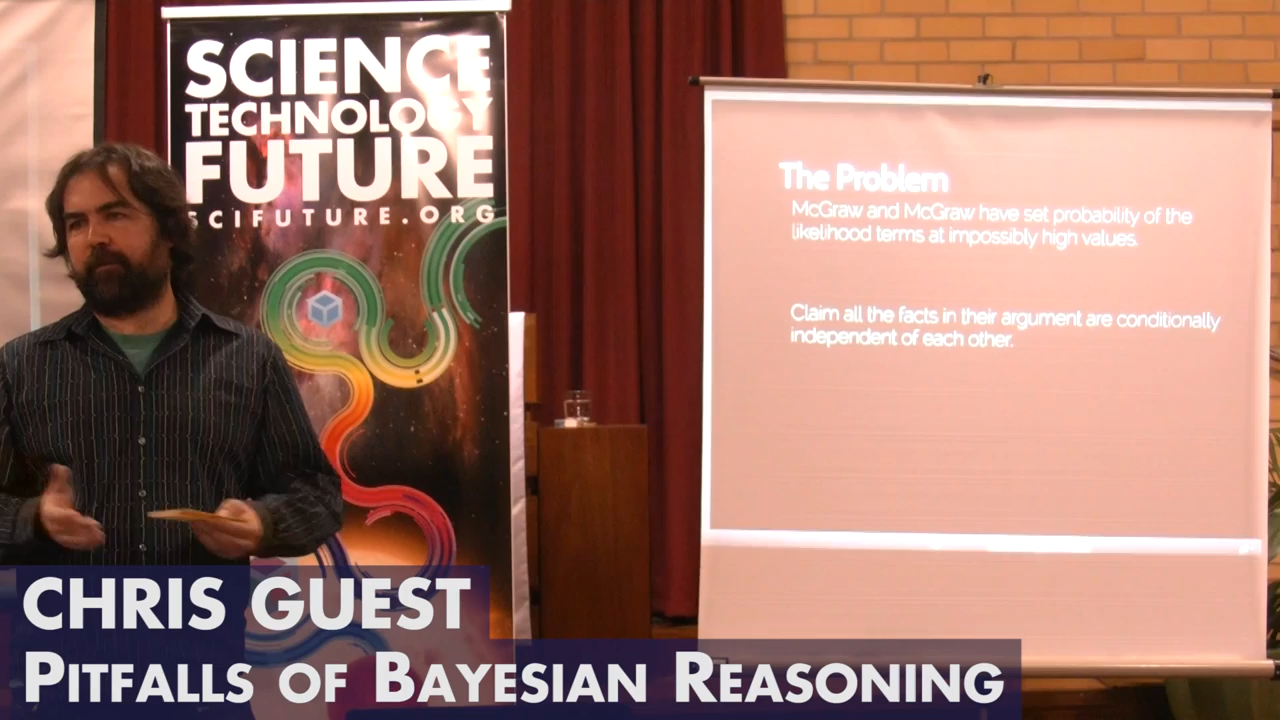 SCIENCE
TECHNOLOGY
FUTURE
SCIFUTURE.ORG
The Problem
McGraw and McGraw have set probability of the
likelihood terms at impossibly high values.
Claim all the facts in their argument are conditionally
independent of each other.
CHRIS GUEST
PITFALLS OF BAYESIAN REASONING